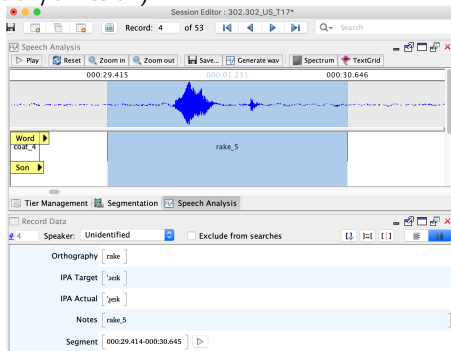 Session Editor : 302.302_US_T17*
Record: 4 of 53 Search
Speech Analysis
Play Reset Zoom in Zoom out Save... Generate wav Spectrum TextGrid
000:29.415 000:01.231 000:30.646
Word
coat_4 rake_5
Son
Tier Management Segmentation Speech Analysis
Record Data
# 4 Speaker: Unidentified Exclude from searches
Orthography [ rake ]
IPA Target
IPA Actual
Notes [ rake_5 ]
Segment [ 000:29.414-000:30.645 ]